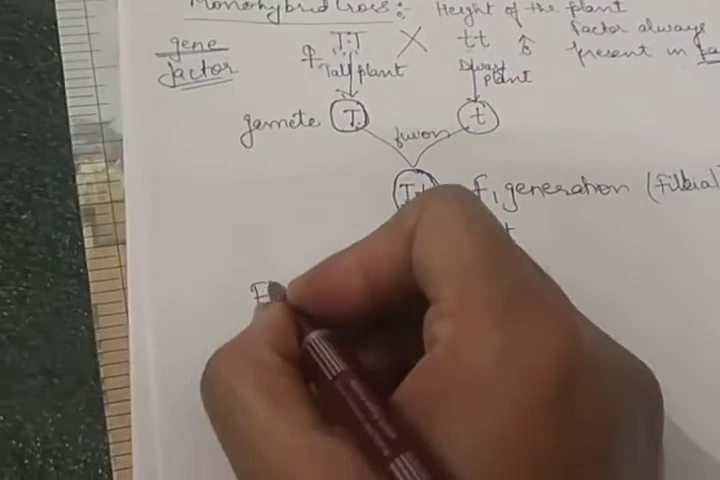 Monohybrid Cross:- Height of the plant
gene
factor
♀ TT × tt ♂
factor always
present in
Tall plant
Dwarf plant
gamete T t
fusion
Tt
F1 generation (filial
F